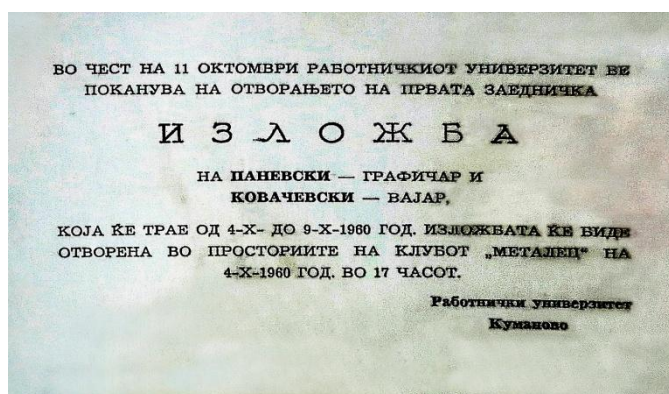 ВО ЧЕСТ НА 11 ОКТОМВРИ РАБОТНИЧКИОТ УНИВЕРЗИТЕТ ВЕ
ПОКАНУВА НА ОТВОРАЊЕТО НА ПРВАТА ЗАЕДНИЧКА
ИЗЛОЖБА
НА ПАНЕВСКИ — ГРАФИЧАР И
КОВАЧЕВСКИ — ВАЈАР,
КОЈА ЌЕ ТРАЕ ОД 4-X- ДО 9-X-1960 ГОД. ИЗЛОЖБАТА ЌЕ БИДЕ
ОТВОРЕНА ВО ПРОСТОРИИТЕ НА КЛУБОТ „МЕТАЛЕЦ“ НА
4-X-1960 ГОД. ВО 17 ЧАСОТ.
Работнички универзитет
Куманово